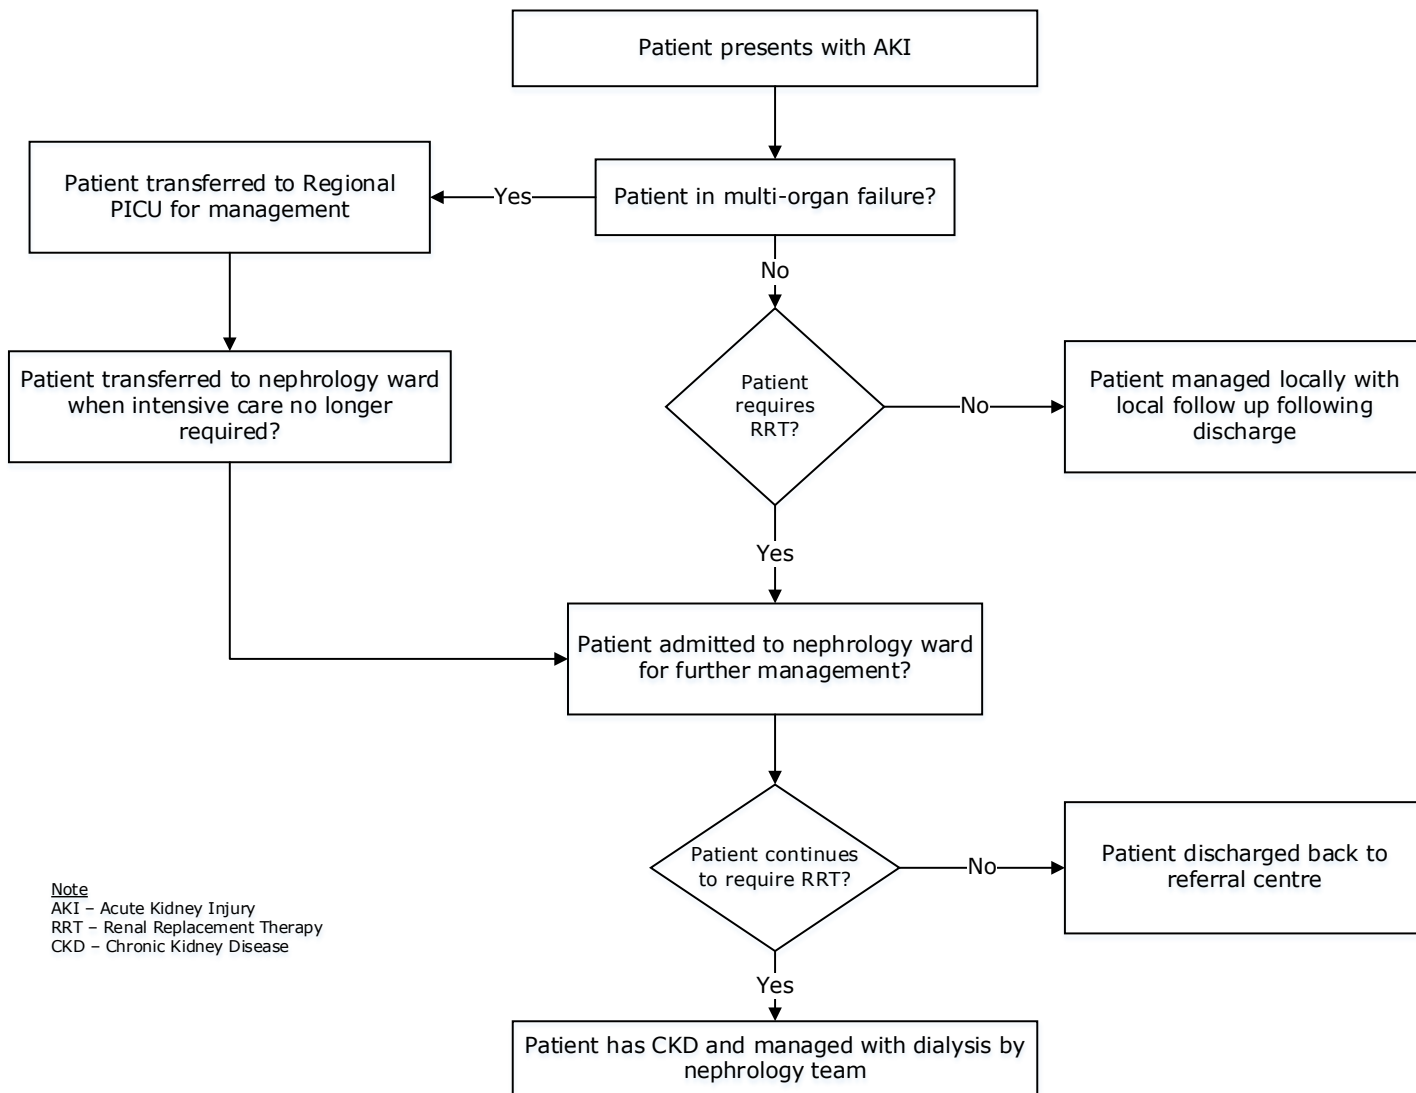 Patient presents with AKI
Patient transferred to Regional
PICU for management
Yes
Patient in multi-organ failure?
No
Patient transferred to nephrology ward
when intensive care no longer
required?
Patient
requires
RRT?
No
Patient managed locally with
local follow up following
discharge
Yes
Patient admitted to nephrology ward
for further management?
Patient continues
to require RRT?
No
Patient discharged back to
referral centre
Note
AKI – Acute Kidney Injury
RRT – Renal Replacement Therapy
CKD – Chronic Kidney Disease
Yes
Patient has CKD and managed with dialysis by
nephrology team